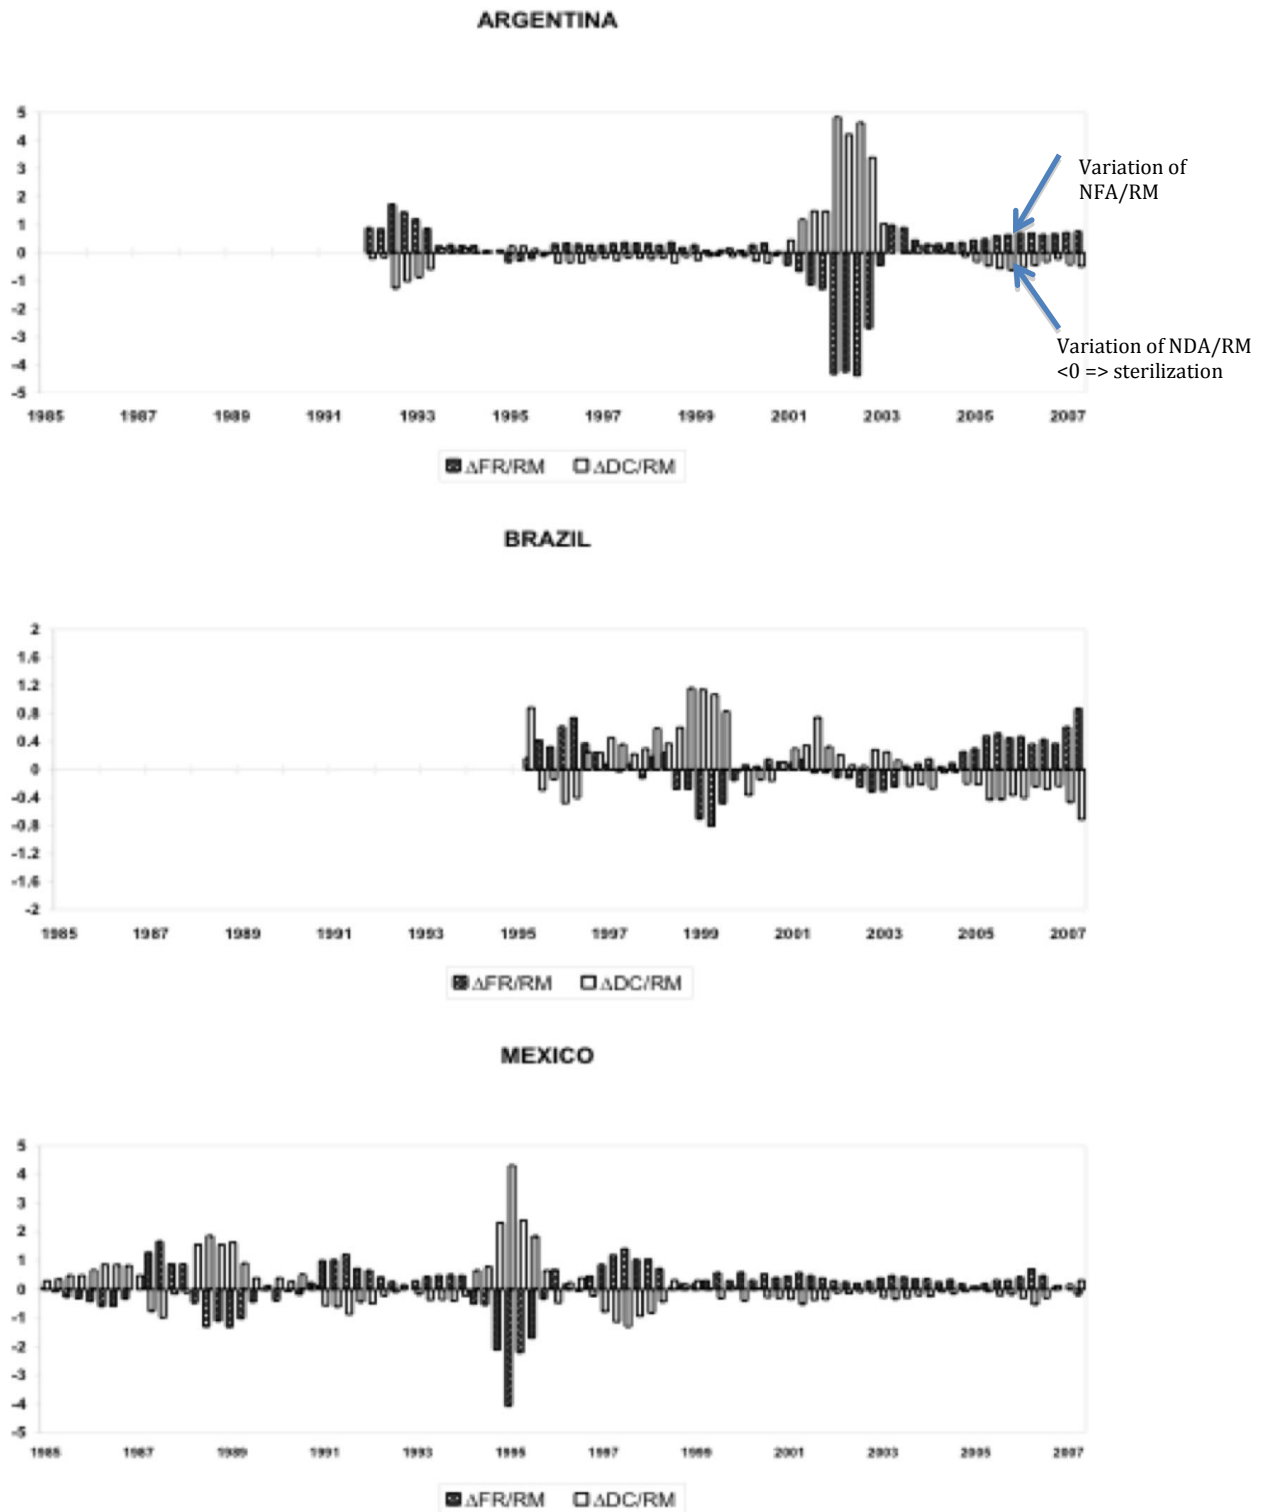 ARGENTINA
5
4
3
2
1
0
-1
-2
-3
-4
-5
Variation of
NFA/RM
Variation of NDA/RM
<0 => sterilization
1985 1987 1989 1991 1993 1995 1997 1999 2001 2003 2005 2007
ΔFR/RM ΔDC/RM
BRAZIL
2
1.6
1.2
0.8
0.4
0
-0.4
-0.8
-1.2
-1.6
-2
1985 1987 1989 1991 1993 1995 1997 1999 2001 2003 2005 2007
ΔFR/RM ΔDC/RM
MEXICO
5
4
3
2
1
0
-1
-2
-3
-4
-5
1985 1987 1989 1991 1993 1995 1997 1999 2001 2003 2005 2007
ΔFR/RM ΔDC/RM